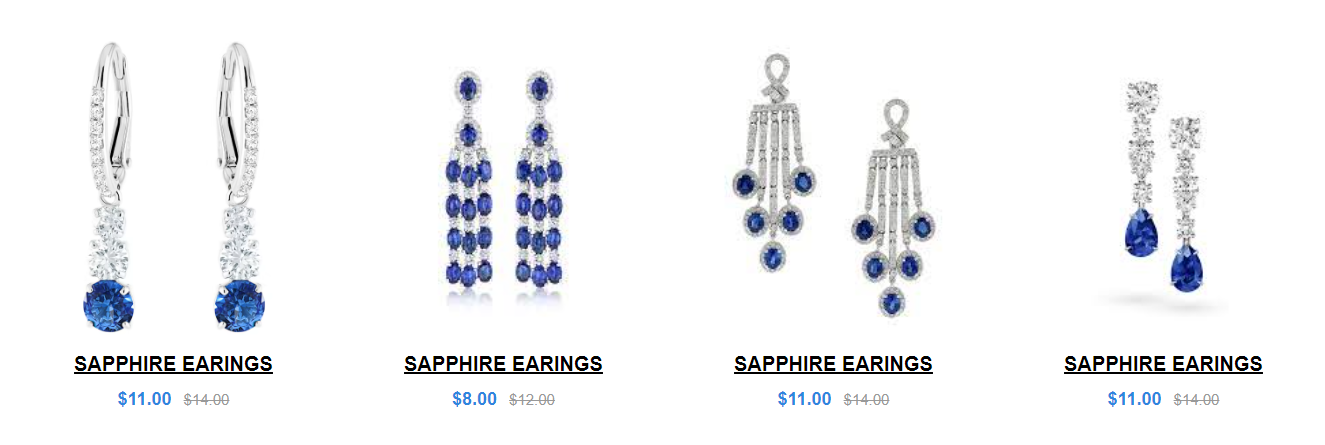 SAPPHIRE EARINGS SAPPHIRE EARINGS SAPPHIRE EARINGS SAPPHIRE EARINGS
$11.00 $14.00 $8.00 $12.00 $11.00 $14.00 $11.00 $14.00